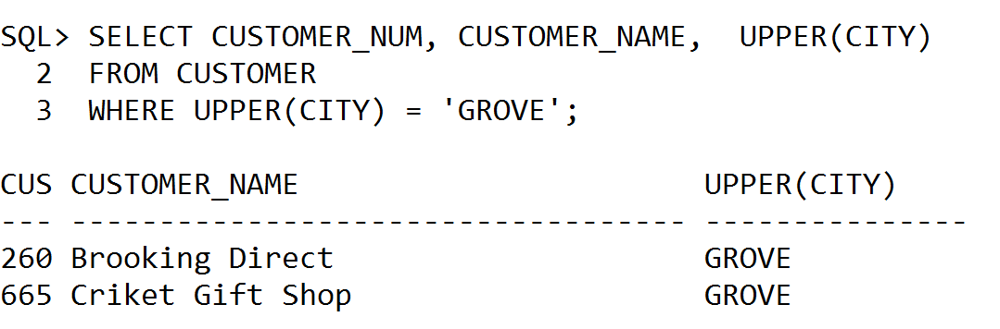 SQL> SELECT CUSTOMER_NUM, CUSTOMER_NAME,  UPPER(CITY)
  2  FROM CUSTOMER
  3  WHERE UPPER(CITY) = 'GROVE';
CUS CUSTOMER_NAME                       UPPER(CITY)
--- ----------------------------------- ---------------
260 Brooking Direct                     GROVE
665 Criket Gift Shop                    GROVE